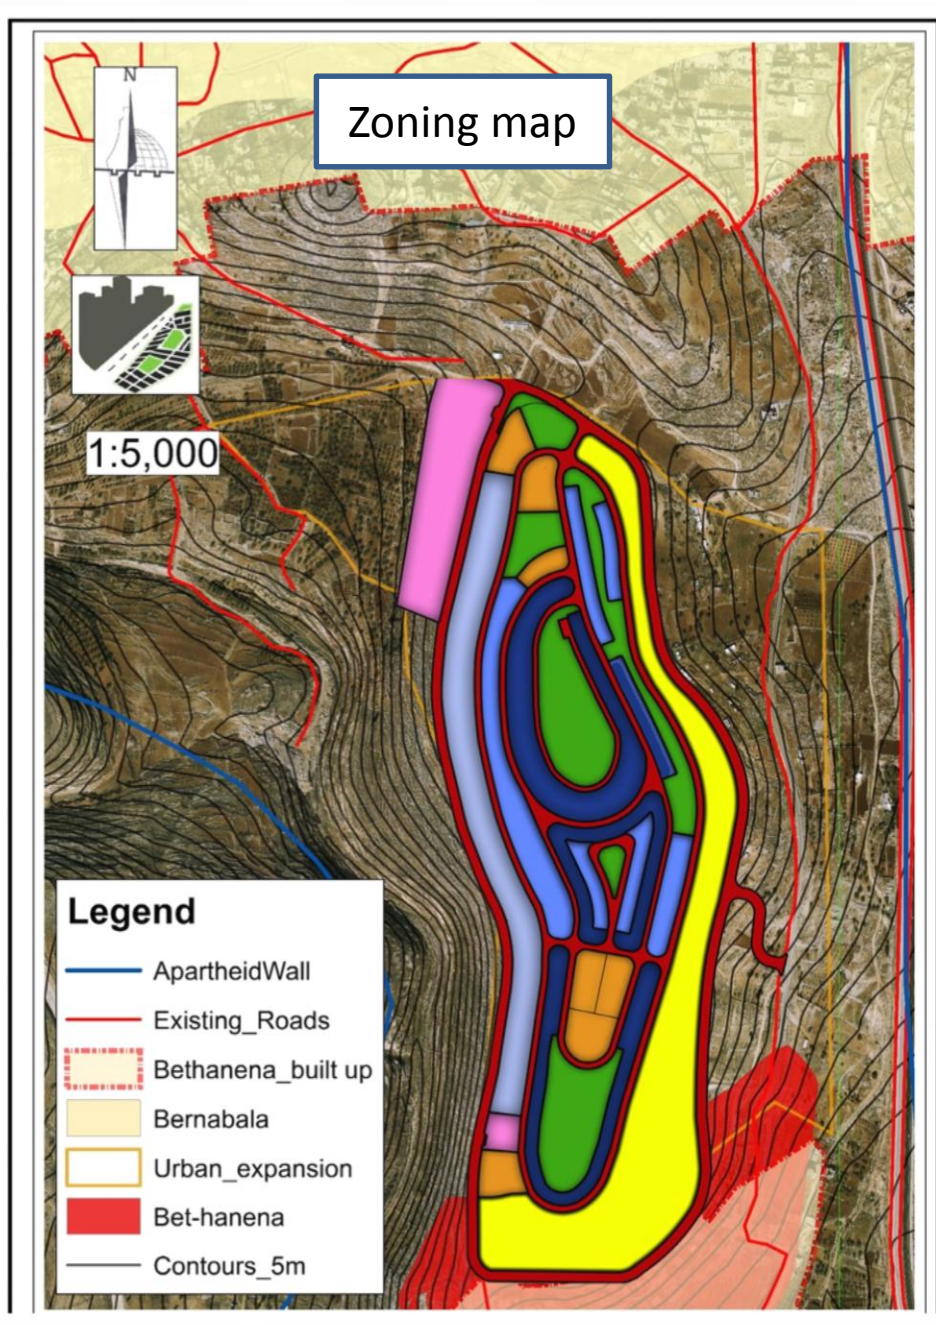 Zoning map
N
1:5,000
Legend
ApartheidWall
Existing_Roads
Bethanena_built up
Bernabala
Urban_expansion
Bet-hanena
Contours_5m